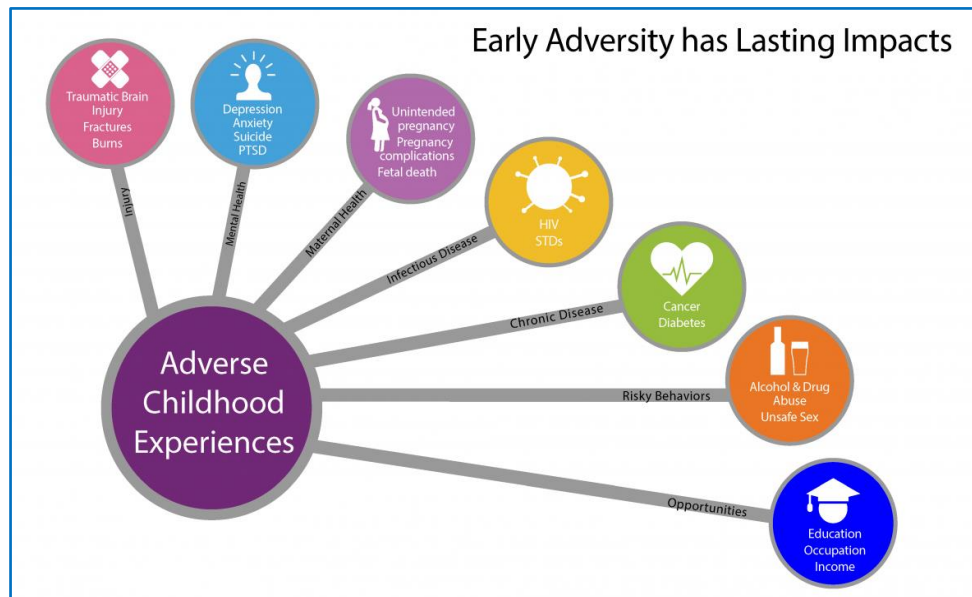 Early Adversity has Lasting Impacts
Traumatic Brain
Injury
Fractures
Burns
Injury
Depression
Anxiety
Suicide
PTSD
Mental Health
Unintended
pregnancy
Pregnancy
complications
Fetal death
Maternal Health
HIV
STDs
Infectious Disease
Cancer
Diabetes
Chronic Disease
Alcohol & Drug
Abuse
Unsafe Sex
Risky Behaviors
Education
Occupation
Income
Opportunities
Adverse
Childhood
Experiences